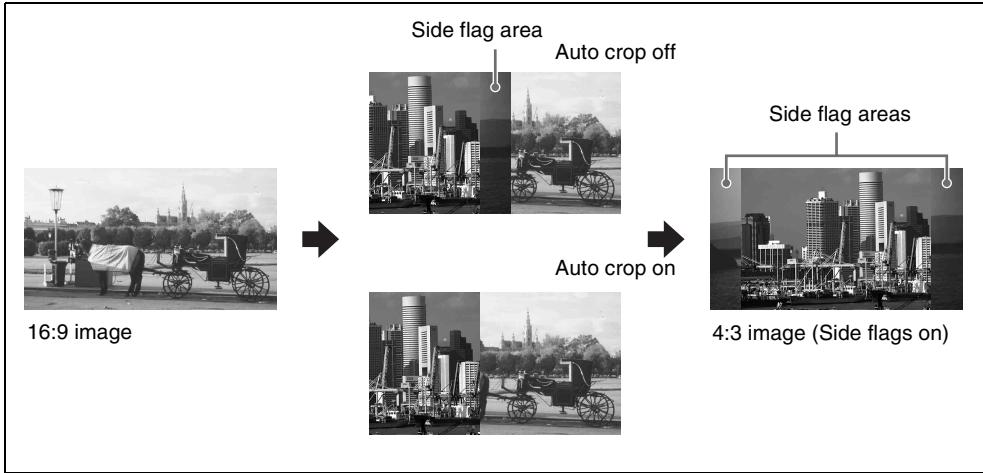 Side flag area
Auto crop off
Side flag areas
16:9 image
Auto crop on
4:3 image (Side flags on)